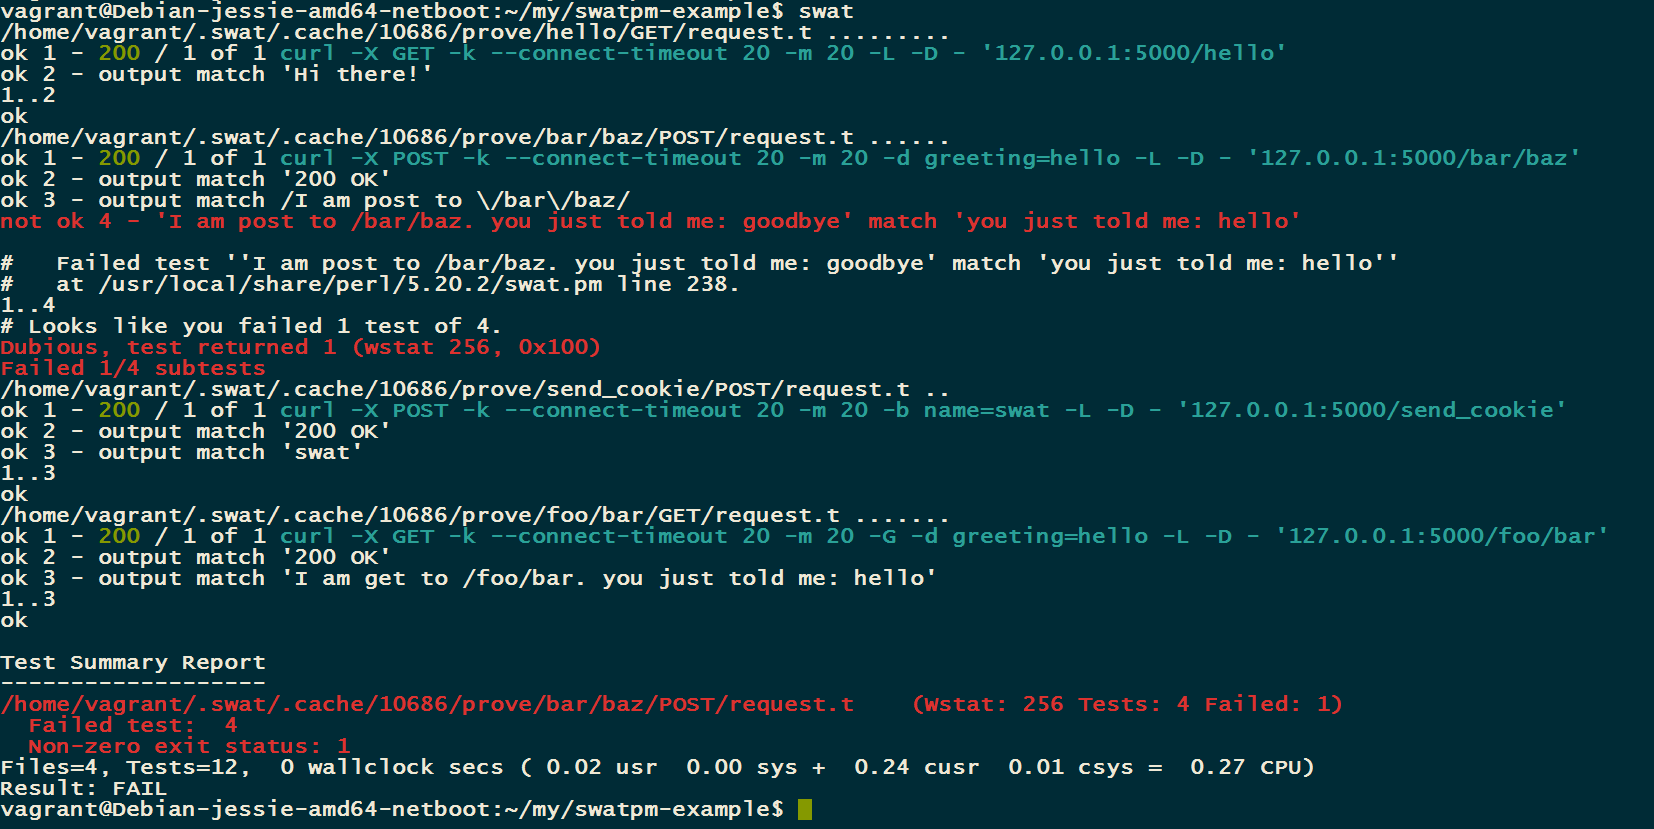 vagrant@Debian-jessie-amd64-netboot:~/my/swatpm-example$ swat
/home/vagrant/.swat/.cache/10686/prove/hello/GET/request.t .........
ok 1 - 200 / 1 of 1 curl -X GET -k --connect-timeout 20 -m 20 -L -D - '127.0.0.1:5000/hello'
ok 2 - output match 'Hi there!'
1..2
ok
/home/vagrant/.swat/.cache/10686/prove/bar/baz/POST/request.t ......
ok 1 - 200 / 1 of 1 curl -X POST -k --connect-timeout 20 -m 20 -d greeting=hello -L -D - '127.0.0.1:5000/bar/baz'
ok 2 - output match '200 OK'
ok 3 - output match /I am post to \/bar\/baz/
not ok 4 - 'I am post to /bar/baz. you just told me: goodbye' match 'you just told me: hello'
#   Failed test ''I am post to /bar/baz. you just told me: goodbye' match 'you just told me: hello''
#   at /usr/local/share/perl/5.20.2/swat.pm line 238.
1..4
# Looks like you failed 1 test of 4.
Dubious, test returned 1 (wstat 256, 0x100)
Failed 1/4 subtests
/home/vagrant/.swat/.cache/10686/prove/send_cookie/POST/request.t ..
ok 1 - 200 / 1 of 1 curl -X POST -k --connect-timeout 20 -m 20 -b name=swat -L -D - '127.0.0.1:5000/send_cookie'
ok 2 - output match '200 OK'
ok 3 - output match 'swat'
1..3
ok
/home/vagrant/.swat/.cache/10686/prove/foo/bar/GET/request.t .......
ok 1 - 200 / 1 of 1 curl -X GET -k --connect-timeout 20 -m 20 -G -d greeting=hello -L -D - '127.0.0.1:5000/foo/bar'
ok 2 - output match '200 OK'
ok 3 - output match 'I am get to /foo/bar. you just told me: hello'
1..3
ok
Test Summary Report
-------------------
/home/vagrant/.swat/.cache/10686/prove/bar/baz/POST/request.t    (Wstat: 256 Tests: 4 Failed: 1)
  Failed test:  4
  Non-zero exit status: 1
Files=4, Tests=12,  0 wallclock secs ( 0.02 usr  0.00 sys +  0.24 cusr  0.01 csys =  0.27 CPU)
Result: FAIL
vagrant@Debian-jessie-amd64-netboot:~/my/swatpm-example$